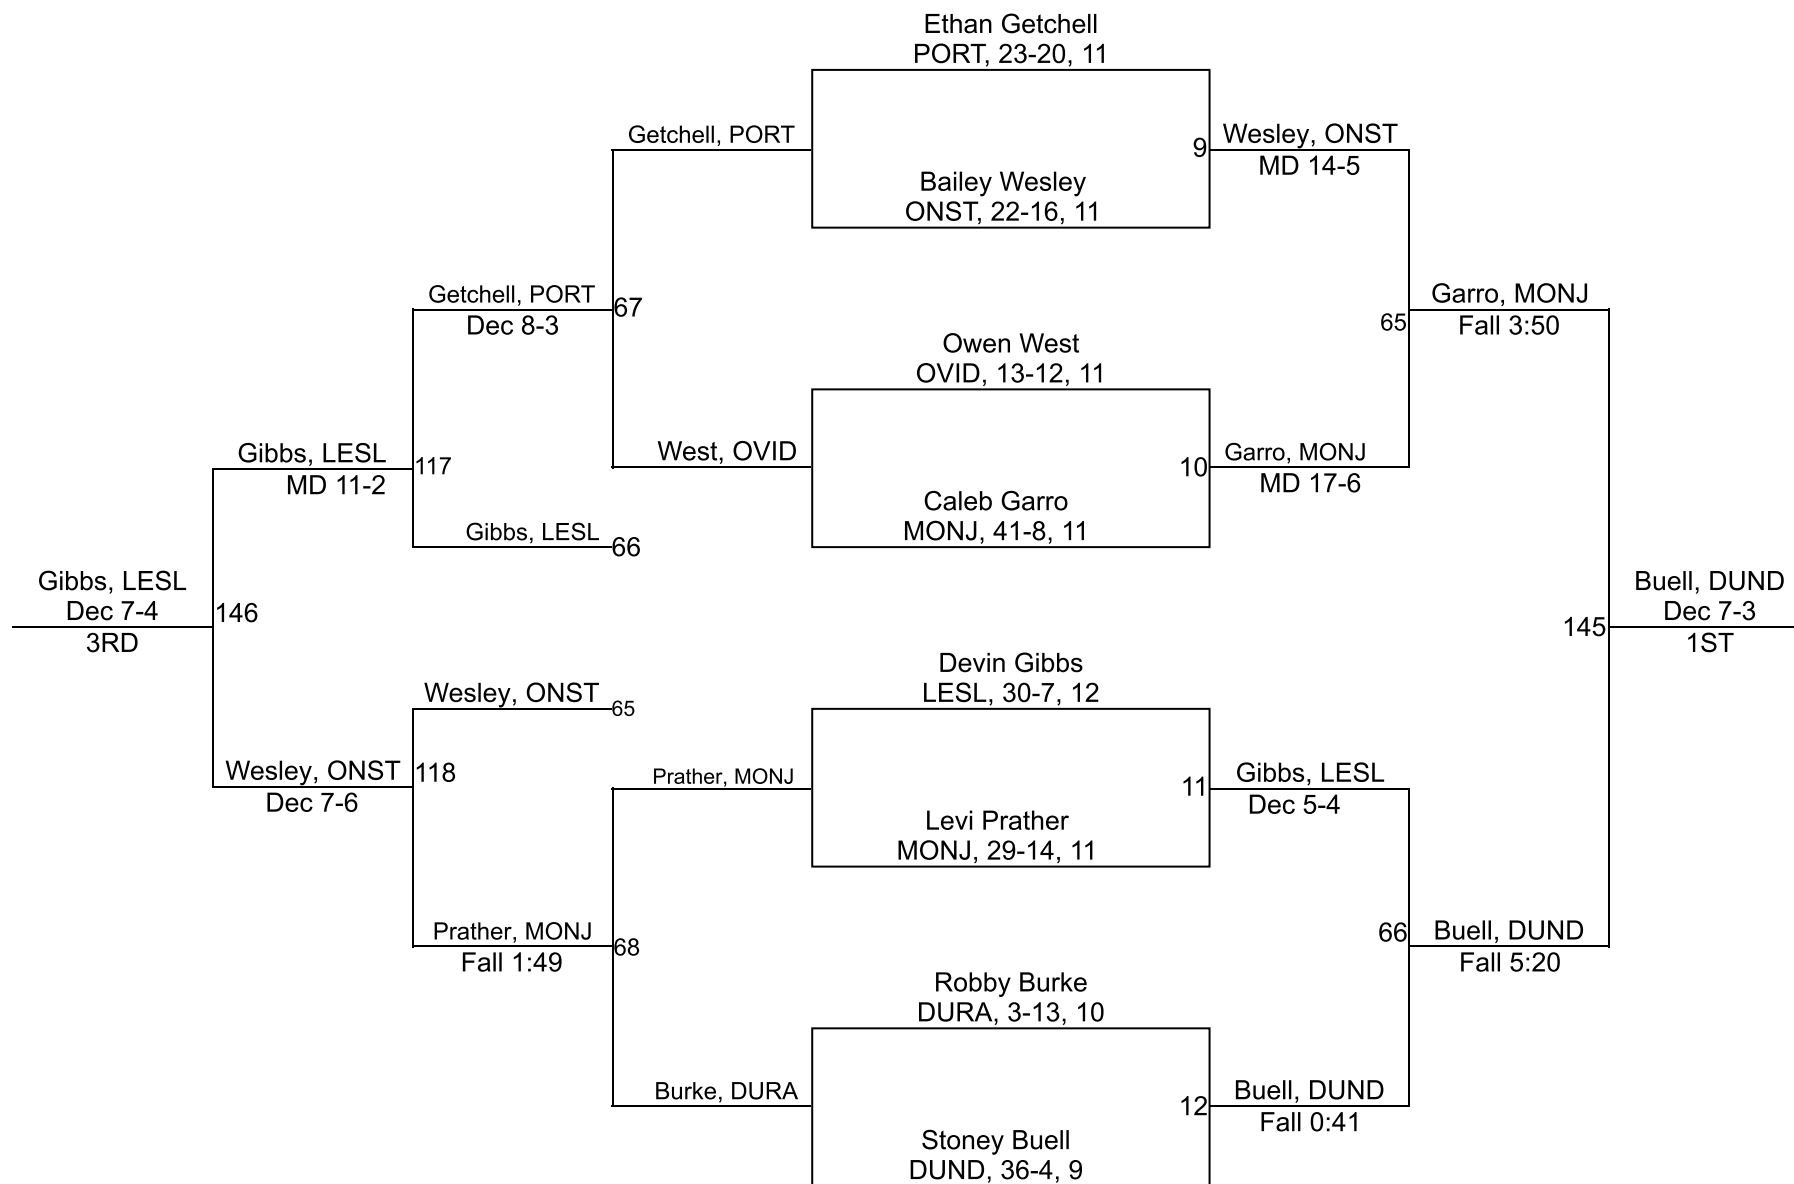 Ethan Getchell
PORT, 23-20, 11
Getchell, PORT
9
Wesley, ONST
MD 14-5
Bailey Wesley
ONST, 22-16, 11
Getchell, PORT
Dec 8-3
67
65
Garro, MONJ
Fall 3:50
Owen West
OVID, 13-12, 11
Gibbs, LESL
MD 11-2
117
West, OVID
10
Garro, MONJ
MD 17-6
Caleb Garro
MONJ, 41-8, 11
Gibbs, LESL
66
Gibbs, LESL
Dec 7-4
3RD
146
145
Buell, DUND
Dec 7-3
1ST
Devin Gibbs
LESL, 30-7, 12
Wesley, ONST
65
Wesley, ONST
Dec 7-6
118
Prather, MONJ
11
Gibbs, LESL
Dec 5-4
Levi Prather
MONJ, 29-14, 11
Prather, MONJ
Fall 1:49
68
66
Buell, DUND
Fall 5:20
Robby Burke
DURA, 3-13, 10
Burke, DURA
12
Buell, DUND
Fall 0:41
Stoney Buell
DUND, 36-4, 9